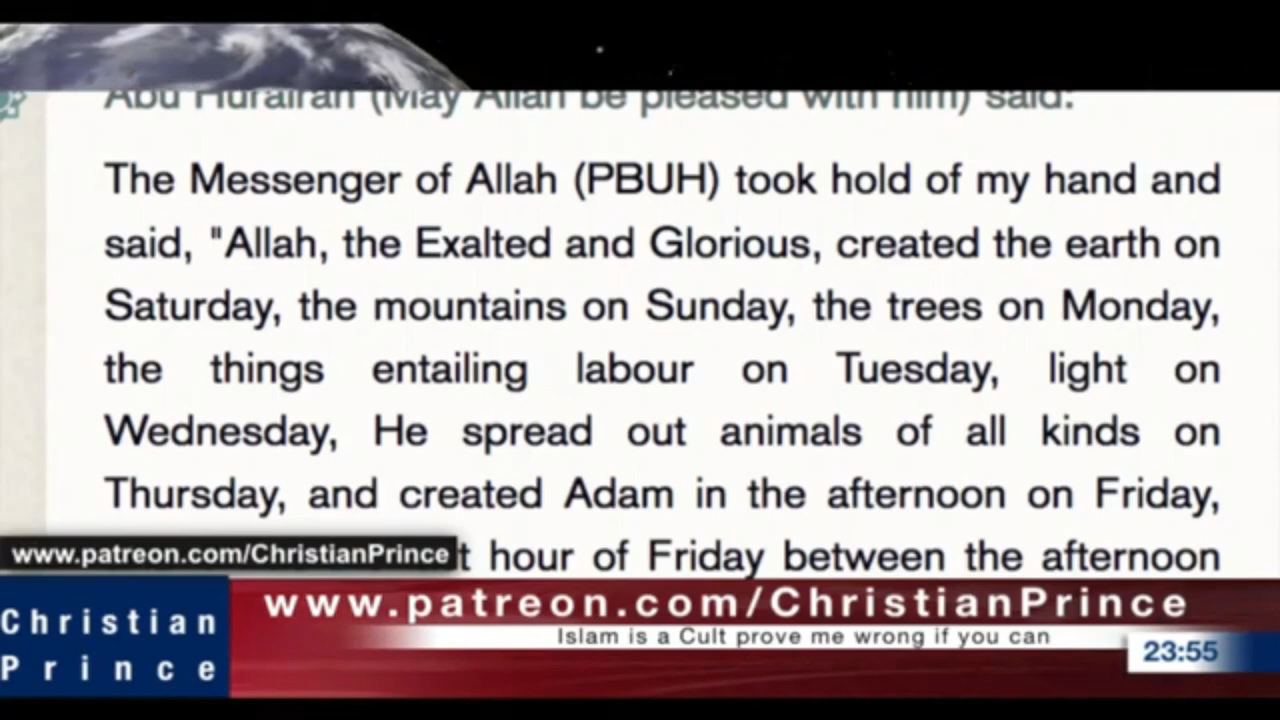 Abu Hurairah (May Allah be pleased with him) said:
The Messenger of Allah (PBUH) took hold of my hand and
said, "Allah, the Exalted and Glorious, created the earth on
Saturday, the mountains on Sunday, the trees on Monday,
the things entailing labour on Tuesday, light on
Wednesday, He spread out animals of all kinds on
Thursday, and created Adam in the afternoon on Friday,
t hour of Friday between the afternoon
www.patreon.com/ChristianPrince
Christian
Prince
www.patreon.com/ChristianPrince
Islam is a Cult prove me wrong if you can
23:55